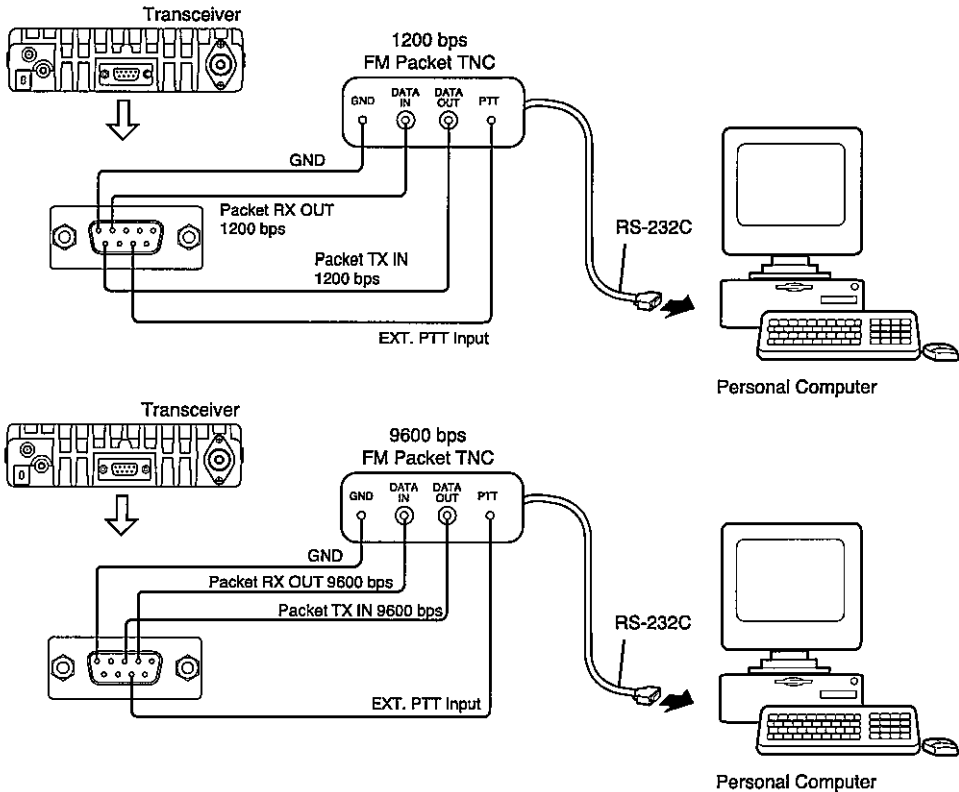 Transceiver
1200 bps
FM Packet TNC
GND
DATA
IN
DATA
OUT
PTT
GND
Packet RX OUT
1200 bps
Packet TX IN
1200 bps
EXT. PTT Input
RS-232C
Personal Computer
Transceiver
9600 bps
FM Packet TNC
GND
DATA
IN
DATA
OUT
PTT
GND
Packet RX OUT 9600 bps
Packet TX IN 9600 bps
EXT. PTT Input
RS-232C
Personal Computer